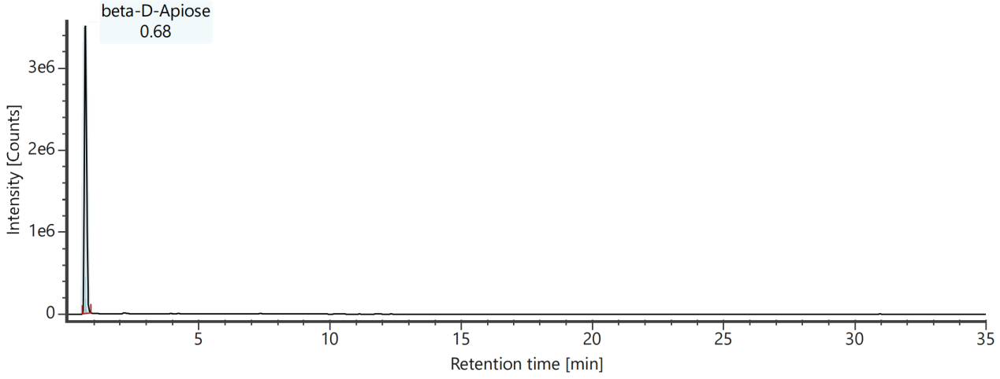 beta-D-Apiose
0.68
Intensity [Counts]
3e6
2e6
1e6
0
5 10 15 20 25 30 35
Retention time [min]